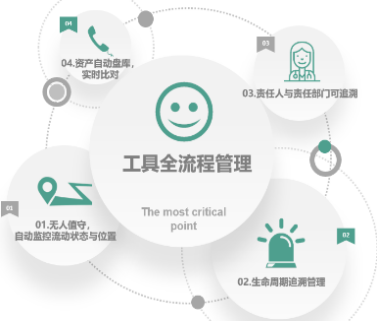 04
04.资产自动盘库，
实时比对
03
03.责任人与责任部门可追溯
工具全流程管理
The most critical
point
01
01.无人值守，
自动监控流动状态与位置
02
02.生命周期追溯管理